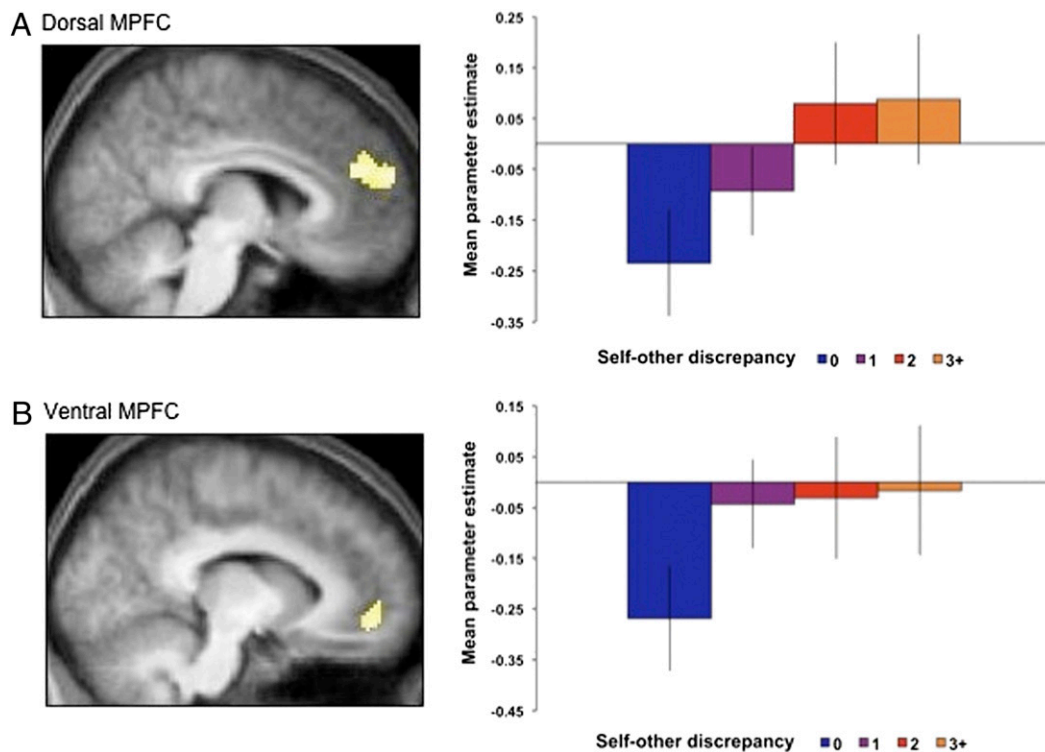 A Dorsal MPFC
0.25
0.15
0.05
-0.05
-0.15
-0.25
-0.35
Mean parameter estimate
Self-other discrepancy 0 1 2 3+
B Ventral MPFC
0.15
0.05
-0.05
-0.15
-0.25
-0.35
-0.45
Mean parameter estimate
Self-other discrepancy 0 1 2 3+